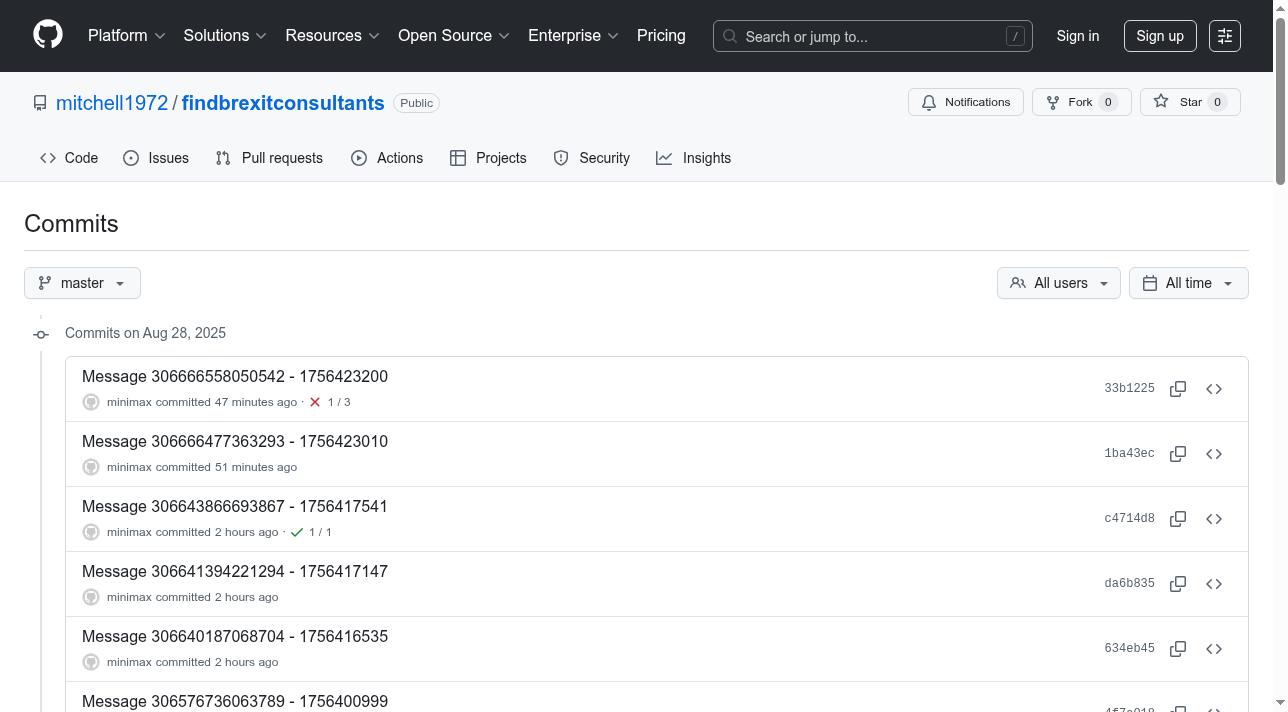 Platform Solutions Resources Open Source Enterprise Pricing Search or jump to... / Sign in Sign up
mitchell1972 / findbrexitconsultants Public Notifications Fork 0 Star 0
Code Issues Pull requests Actions Projects Security Insights
Commits
master All users All time
Commits on Aug 28, 2025
Message 306666558050542 - 1756423200
minimax committed 47 minutes ago · 1 / 3
33b1225
Message 306666477363293 - 1756423010
minimax committed 51 minutes ago
1ba43ec
Message 306643866693867 - 1756417541
minimax committed 2 hours ago · 1 / 1
c4714d8
Message 306641394221294 - 1756417147
minimax committed 2 hours ago
da6b835
Message 306640187068704 - 1756416535
minimax committed 2 hours ago
634eb45
Message 306576736063789 - 1756400999